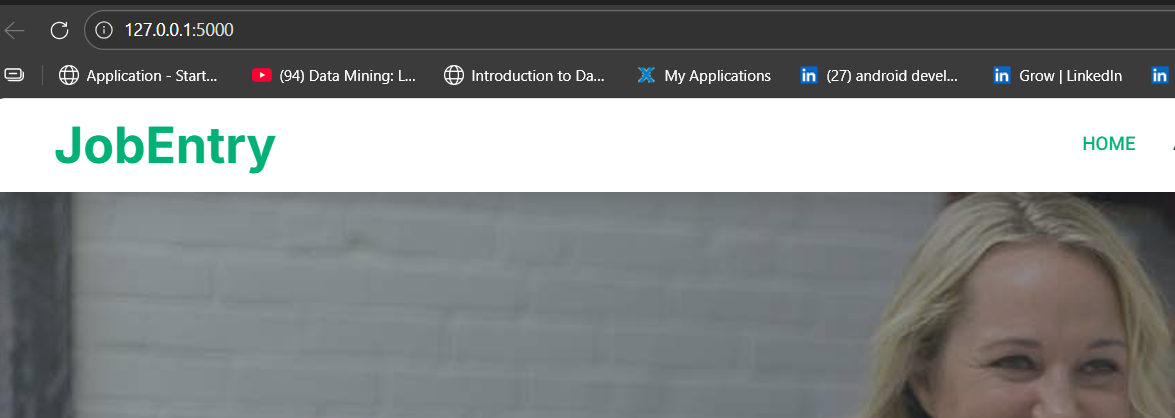 127.0.0.1:5000
Application - Start... (94) Data Mining: L... Introduction to Da... My Applications (27) android devel... Grow | LinkedIn
JobEntry HOME